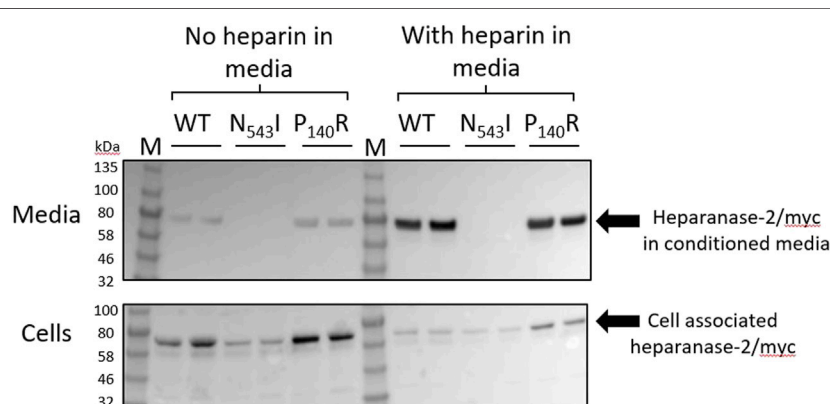 No heparin in
media
With heparin in
media
WT N₅₄₃I P₁₄₀R
WT N₅₄₃I P₁₄₀R
kDa
M
M
135
100
80
58
46
32
Media
Heparanase-2/myc
in conditioned media
100
80
58
46
32
Cells
Cell associated
heparanase-2/myc